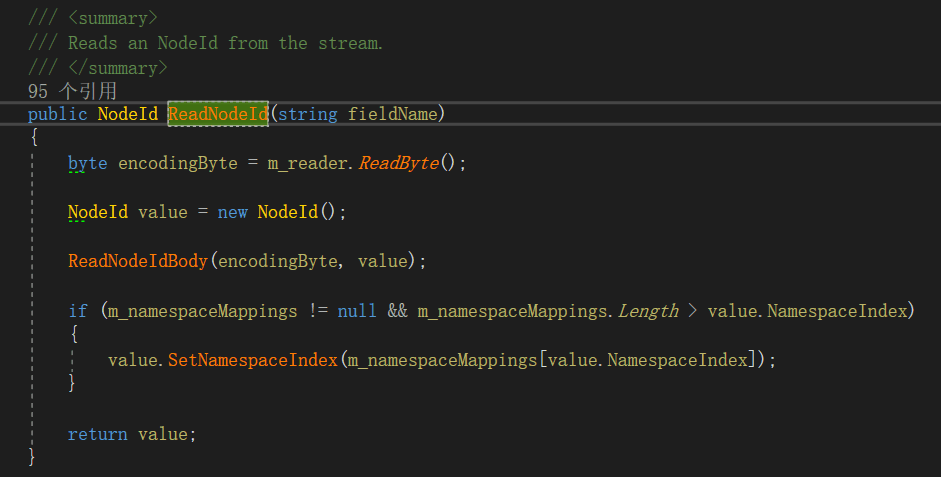 /// <summary>
/// Reads an NodeId from the stream.
/// </summary>
95 个引用
public NodeId ReadNodeId(string fieldName)
{
byte encodingByte = m_reader.ReadByte();
NodeId value = new NodeId();
ReadNodeIdBody(encodingByte, value);
if (m_namespaceMappings != null && m_namespaceMappings.Length > value.NamespaceIndex)
{
value.SetNamespaceIndex(m_namespaceMappings[value.NamespaceIndex]);
}
return value;
}